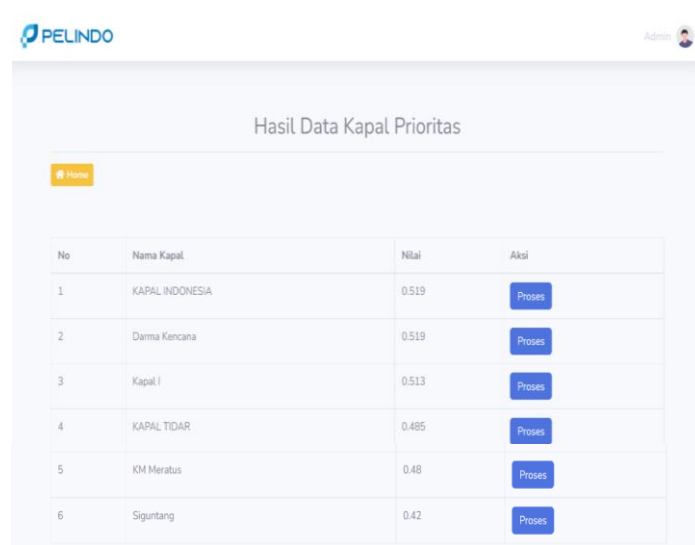 PELINDO
Admin
Hasil Data Kapal Prioritas
Home
No Nama Kapal Nilai Aksi
1 KAPAL INDONESIA 0.519 Proses
2 Darma Kencana 0.519 Proses
3 Kapal I 0.513 Proses
4 KAPAL TIDAR 0.485 Proses
5 KM Meratus 0.48 Proses
6 Siguntang 0.42 Proses